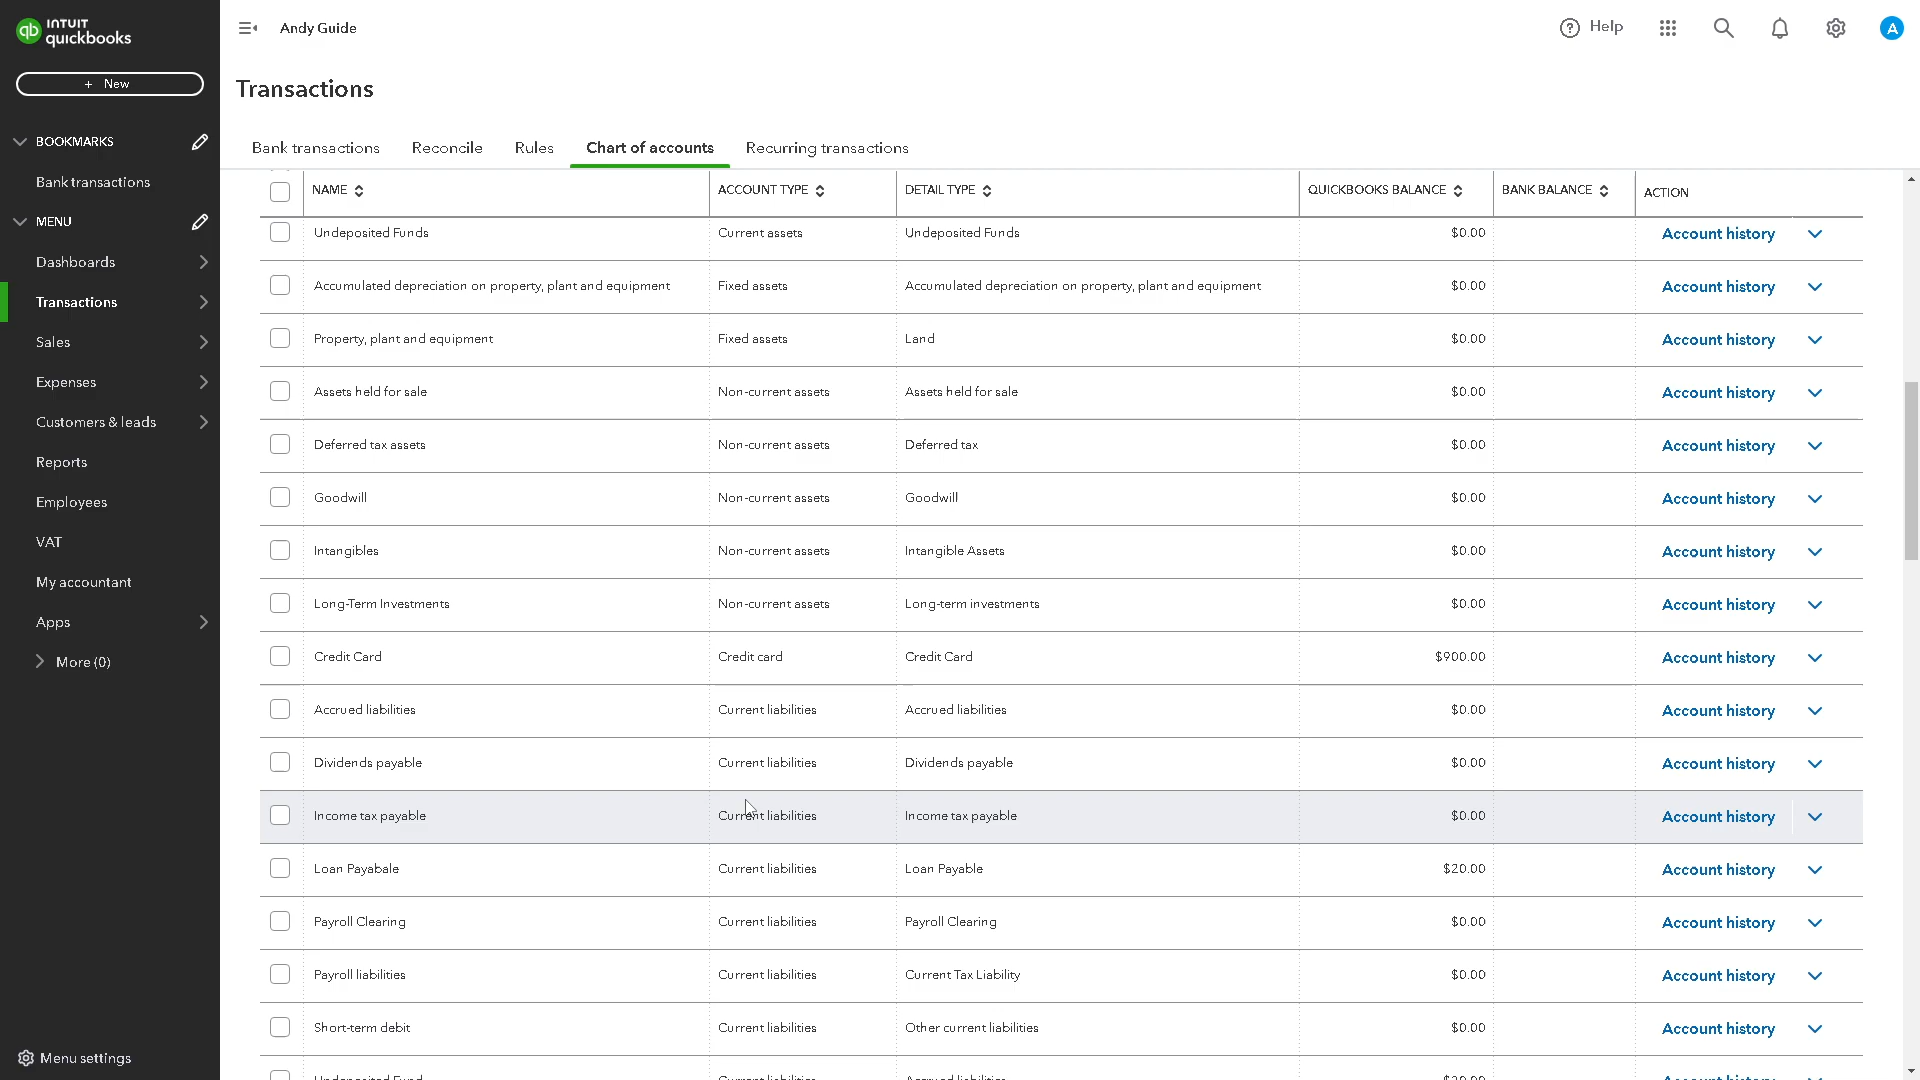 INTUIT
quickbooks
+ New
BOOKMARKS
Bank transactions
MENU
Dashboards
Transactions
Sales
Expenses
Customers & leads
Reports
Employees
VAT
My accountant
Apps
More (0)
Menu settings
Andy Guide
Help
A
Transactions
Bank transactions Reconcile Rules Chart of accounts Recurring transactions
NAME ACCOUNT TYPE DETAIL TYPE QUICKBOOKS BALANCE BANK BALANCE ACTION
Undeposited Funds Current assets Undeposited Funds $0.00 Account history
Accumulated depreciation on property, plant and equipment Fixed assets Accumulated depreciation on property, plant and equipment $0.00 Account history
Property, plant and equipment Fixed assets Land $0.00 Account history
Assets held for sale Non-current assets Assets held for sale $0.00 Account history
Deferred tax assets Non-current assets Deferred tax $0.00 Account history
Goodwill Non-current assets Goodwill $0.00 Account history
Intangibles Non-current assets Intangible Assets $0.00 Account history
Long-Term Investments Non-current assets Long-term investments $0.00 Account history
Credit Card Credit card Credit Card $900.00 Account history
Accrued liabilities Current liabilities Accrued liabilities $0.00 Account history
Dividends payable Current liabilities Dividends payable $0.00 Account history
Income tax payable Current liabilities Income tax payable $0.00 Account history
Loan Payabale Current liabilities Loan Payable $20.00 Account history
Payroll Clearing Current liabilities Payroll Clearing $0.00 Account history
Payroll liabilities Current liabilities Current Tax Liability $0.00 Account history
Short-term debit Current liabilities Other current liabilities $0.00 Account history
Current liabilities Accrued liabilities Account history